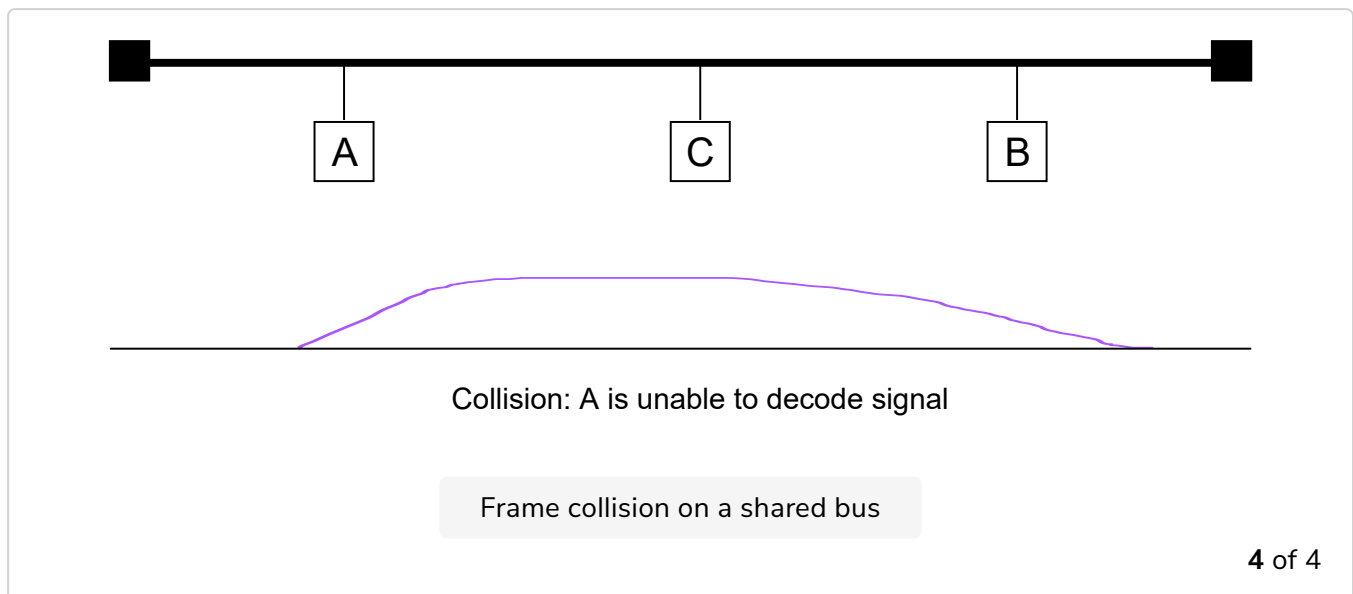 A C B
Collision: A is unable to decode signal
Frame collision on a shared bus
4 of 4